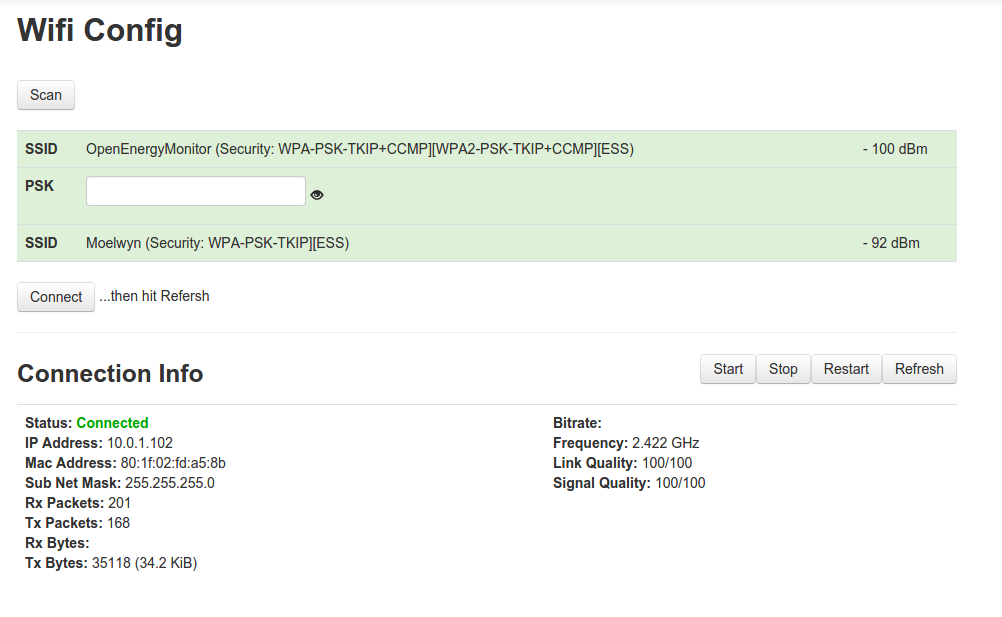 Wifi Config
Scan
SSID OpenEnergyMonitor (Security: WPA-PSK-TKIP+CCMP][WPA2-PSK-TKIP+CCMP][ESS) - 100 dBm
PSK
SSID Moelwyn (Security: WPA-PSK-TKIP][ESS) - 92 dBm
Connect ...then hit Refersh
Connection Info Start Stop Restart Refresh
Status: Connected
IP Address: 10.0.1.102
Mac Address: 80:1f:02:fd:a5:8b
Sub Net Mask: 255.255.255.0
Rx Packets: 201
Tx Packets: 168
Rx Bytes:
Tx Bytes: 35118 (34.2 KiB)
Bitrate:
Frequency: 2.422 GHz
Link Quality: 100/100
Signal Quality: 100/100